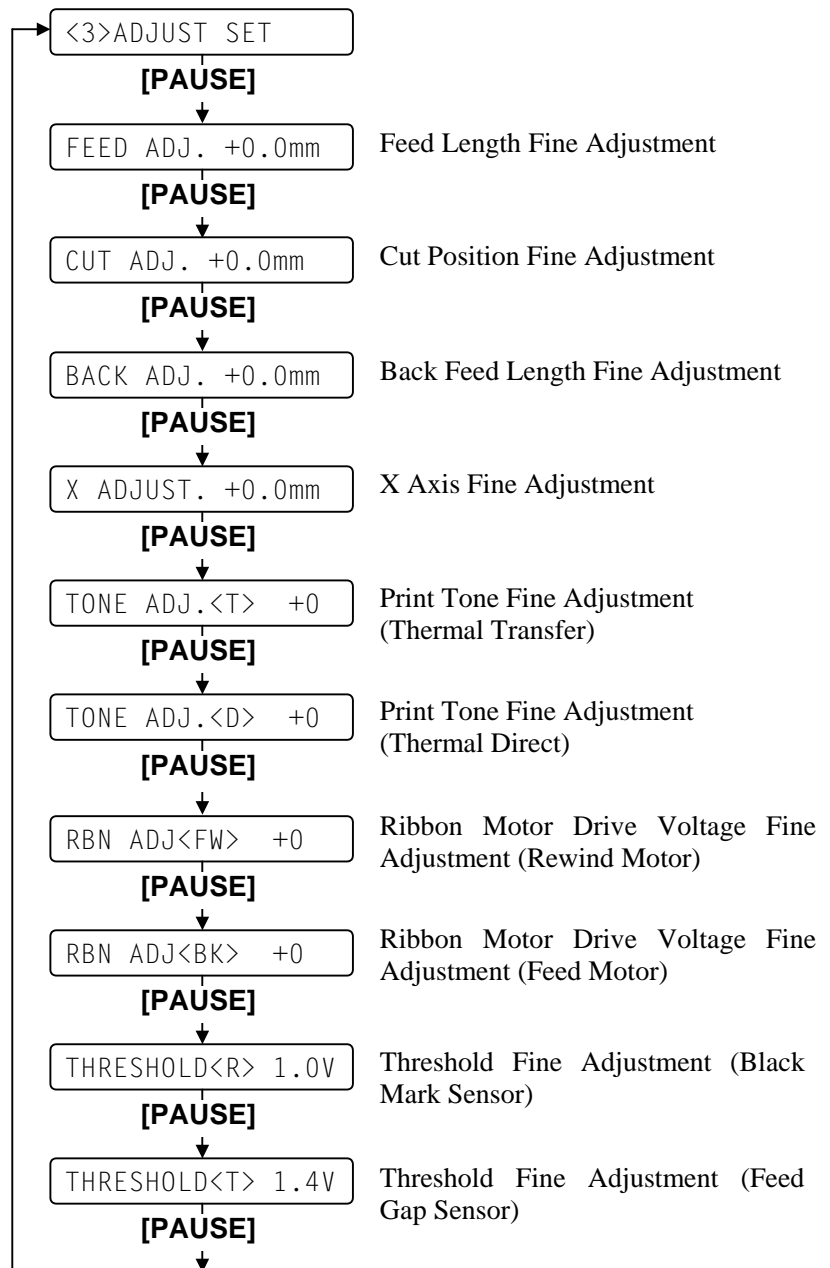 <3>ADJUST SET
[PAUSE]
FEED ADJ. +0.0mm
Feed Length Fine Adjustment
[PAUSE]
CUT ADJ. +0.0mm
Cut Position Fine Adjustment
[PAUSE]
BACK ADJ. +0.0mm
Back Feed Length Fine Adjustment
[PAUSE]
X ADJUST. +0.0mm
X Axis Fine Adjustment
[PAUSE]
TONE ADJ.<T> +0
Print Tone Fine Adjustment
(Thermal Transfer)
[PAUSE]
TONE ADJ.<D> +0
Print Tone Fine Adjustment
(Thermal Direct)
[PAUSE]
RBN ADJ<FW> +0
Ribbon Motor Drive Voltage Fine
Adjustment (Rewind Motor)
[PAUSE]
RBN ADJ<BK> +0
Ribbon Motor Drive Voltage Fine
Adjustment (Feed Motor)
[PAUSE]
THRESHOLD<R> 1.0V
Threshold Fine Adjustment (Black
Mark Sensor)
[PAUSE]
THRESHOLD<T> 1.4V
Threshold Fine Adjustment (Feed
Gap Sensor)
[PAUSE]